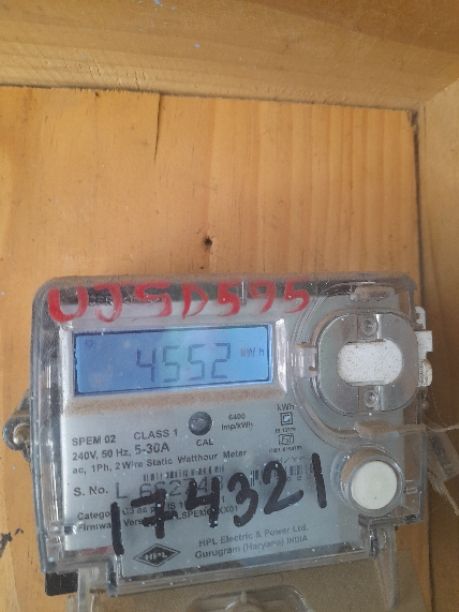 UJSD595
4552 kWh
6400
imp/kWh
kWh
CAL
SPEM 02 CLASS 1
240V, 50 Hz, 5-30A
ac, 1Ph, 2 Wire Static Watthour Meter
S. No.
174321
HPL Electric & Power Ltd.
Gurugram (Haryana) INDIA
HPL